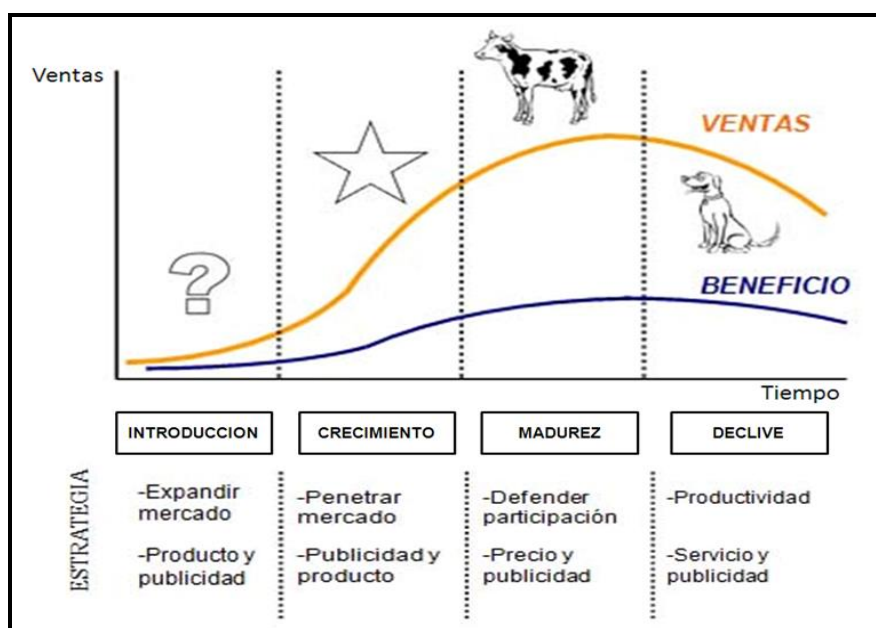 Ventas
?
VENTAS
BENEFICIO
Tiempo
INTRODUCCION
CRECIMIENTO
MADUREZ
DECLIVE
ESTRATEGIA
-Expandir
mercado
-Producto y
publicidad
-Penetrar
mercado
-Publicidad y
producto
-Defender
participación
-Precio y
publicidad
-Productividad
-Servicio y
publicidad